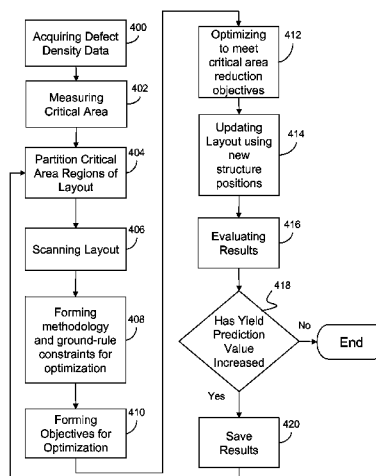 Acquiring Defect
Density Data
400
Measuring
Critical Area
402
Partition Critical
Area Regions of
Layout
404
Scanning Layout
406
Forming
methodology
and ground-rule
constraints for
optimization
408
Forming
Objectives for
Optimization
410
Optimizing
to meet
critical area
reduction
objectives
412
Updating
Layout using
new
structure
positions
414
Evaluating
Results
416
Has Yield
Prediction
Value
Increased
418
No
End
Yes
Save
Results
420